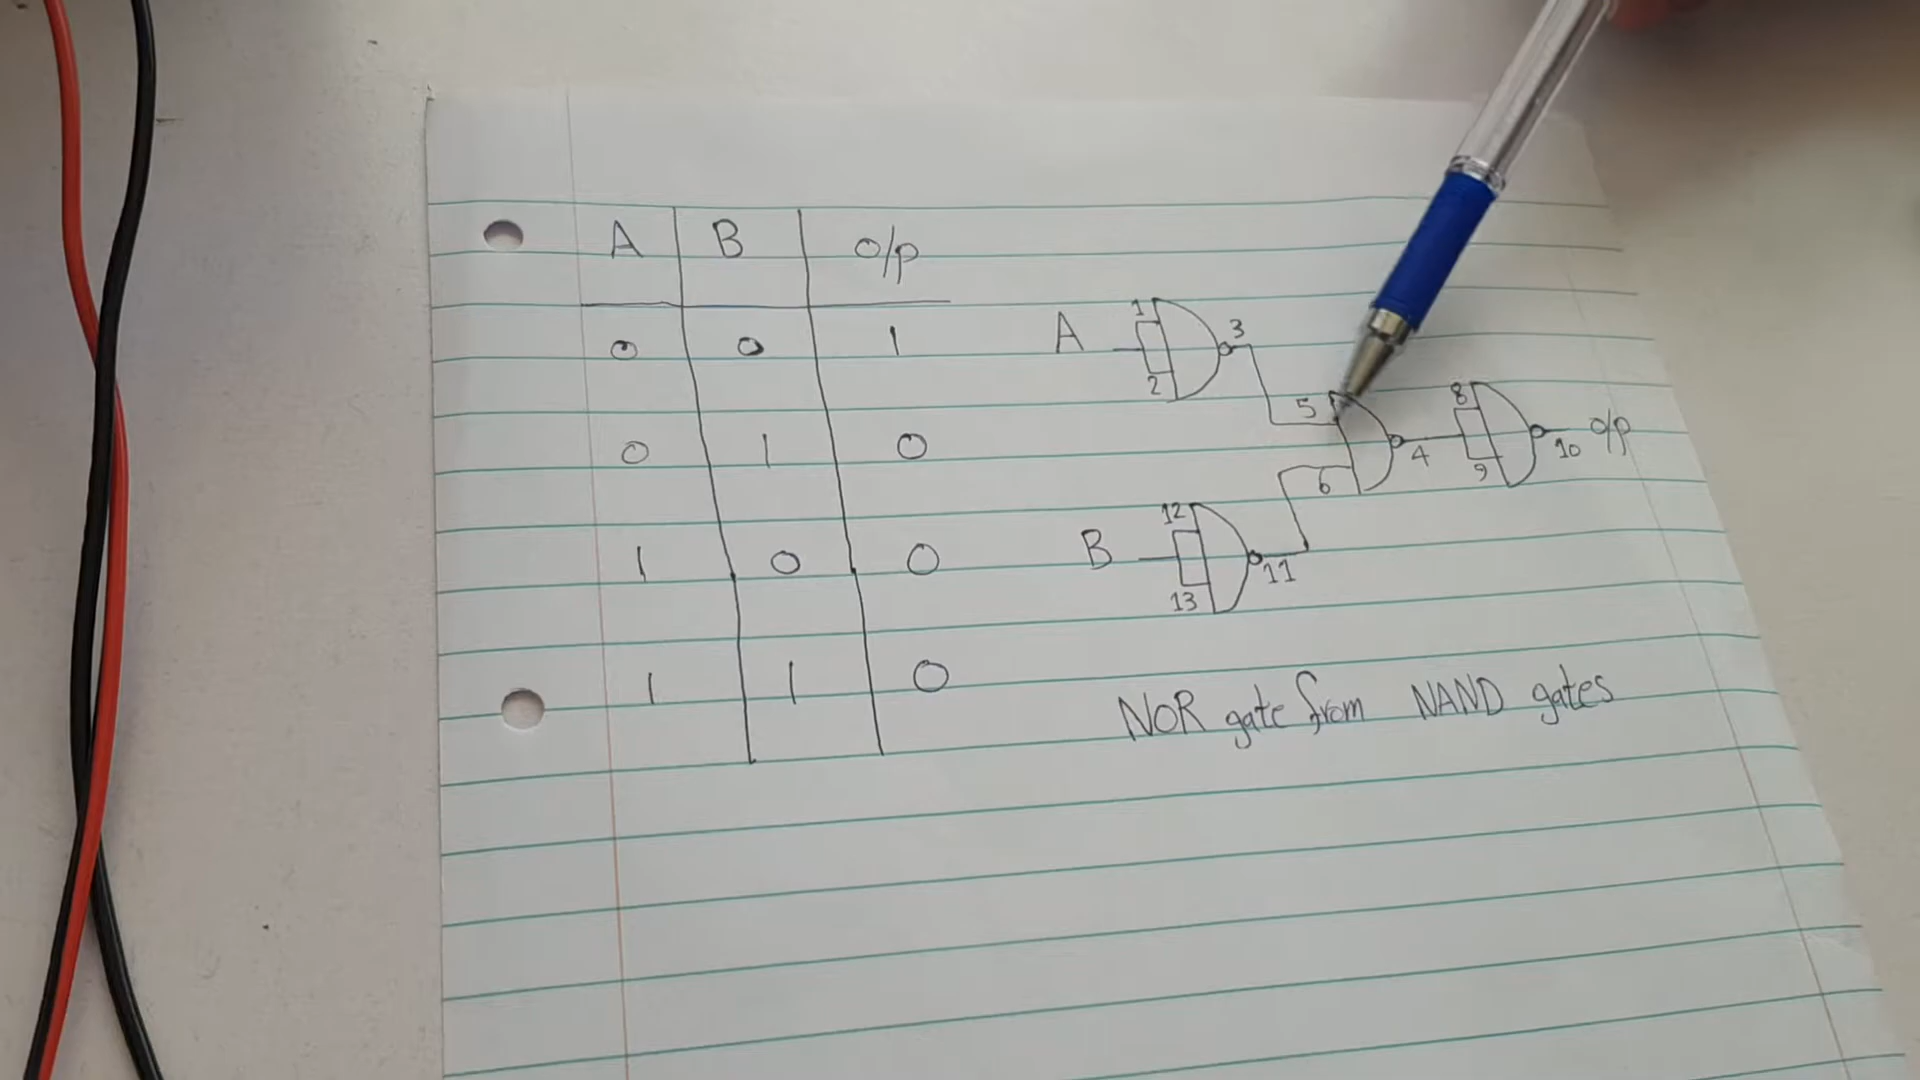 A B o/p
0 0 1
0 1 0
1 0 0
1 1 0
A 1 2 3
5 6 4 8 9 10 o/p
B 12 13 11
NOR gate from NAND gates